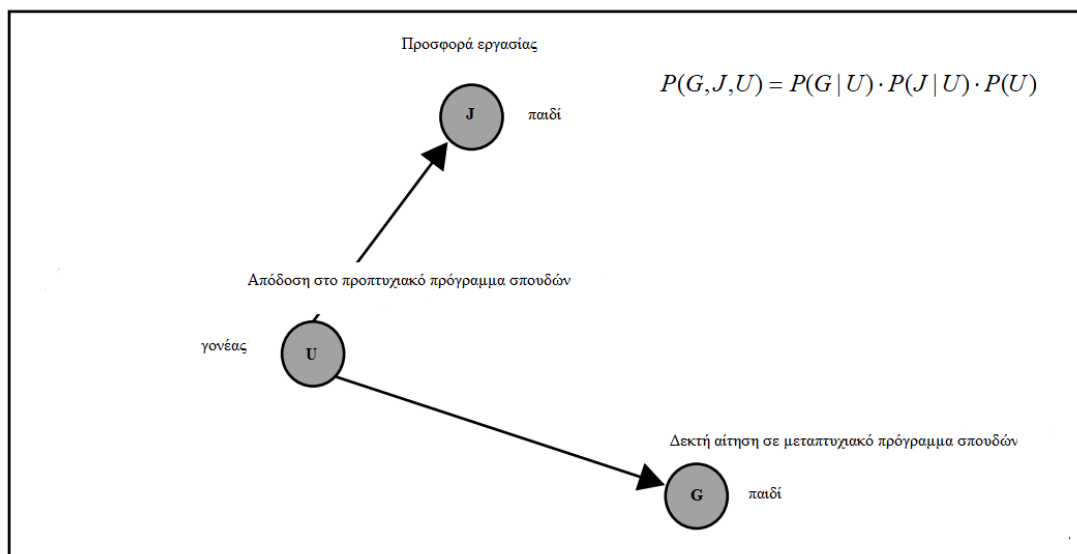 Προσφορά εργασίας
P(G,J,U) = P(G | U) · P(J | U) · P(U)
J
παιδί
Απόδοση στο προπτυχιακό πρόγραμμα σπουδών
γονέας
U
Δεκτή αίτηση σε μεταπτυχιακό πρόγραμμα σπουδών
G
παιδί